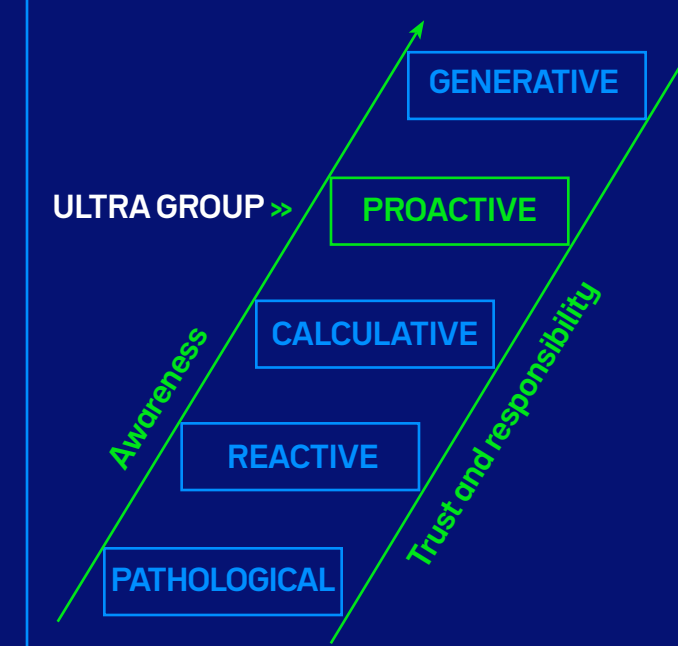 GENERATIVE
ULTRA GROUP >> PROACTIVE
CALCULATIVE
Awareness
REACTIVE
Trust and responsibility
PATHOLOGICAL